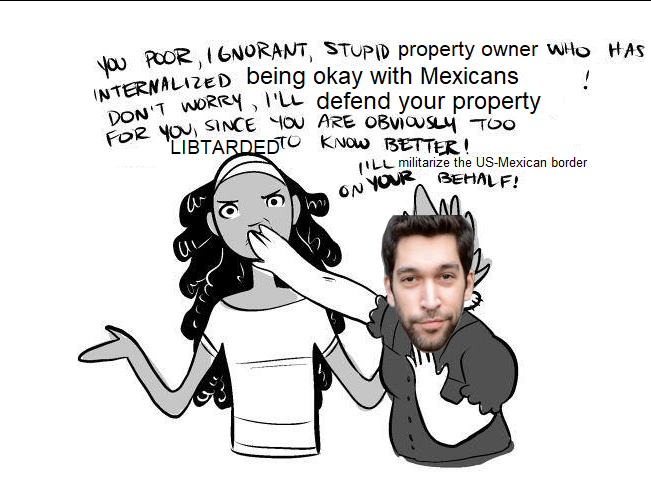 YOU POOR, IGNORANT, STUPID property owner WHO HAS
INTERNALIZED being okay with Mexicans !
DON'T WORRY, I'LL defend your property
FOR YOU, SINCE YOU ARE OBVIOUSLY TOO
LIBTARDED TO KNOW BETTER!
I'LL militarize the US-Mexican border
ON YOUR BEHALF!